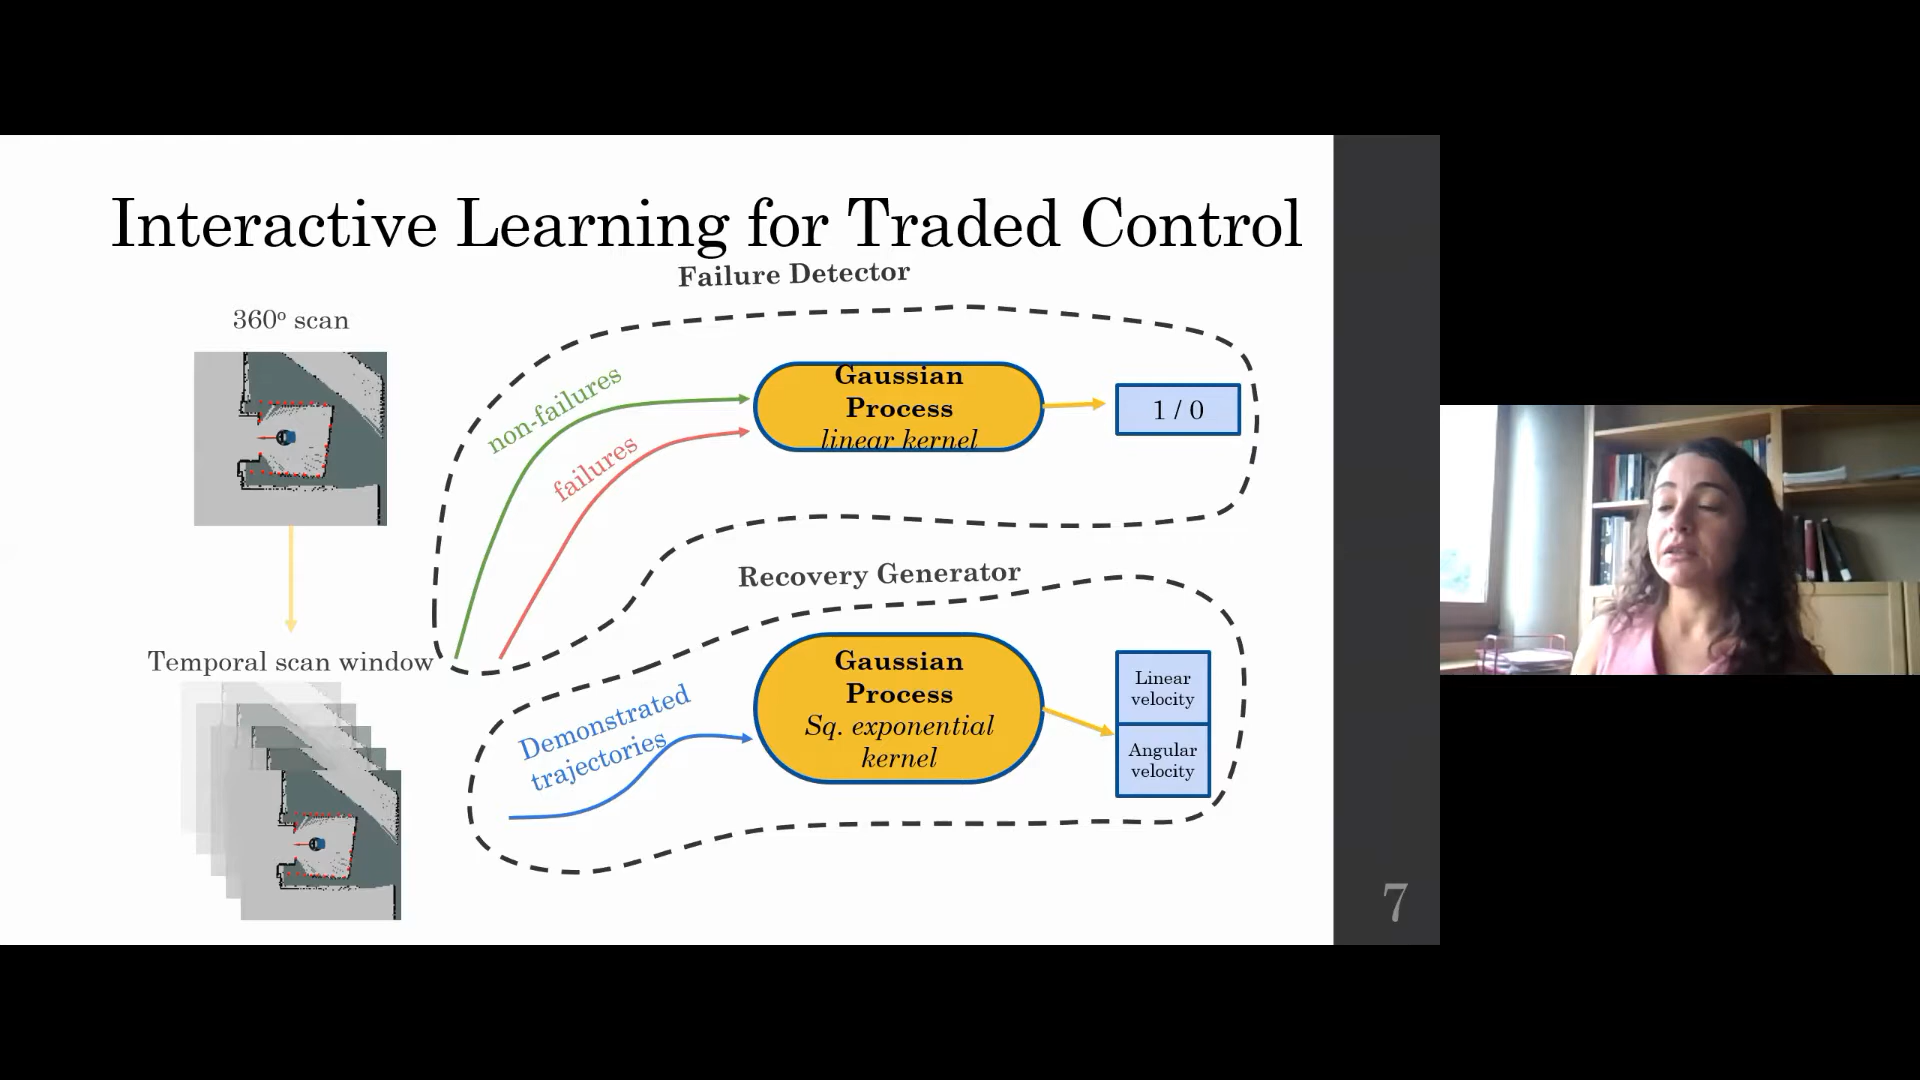 Interactive Learning for Traded Control
Failure Detector
360º scan
non-failures
failures
Gaussian
Process
linear kernel
1 / 0
Recovery Generator
Temporal scan window
Demonstrated
trajectories
Gaussian
Process
Sq. exponential
kernel
Linear
velocity
Angular
velocity
7